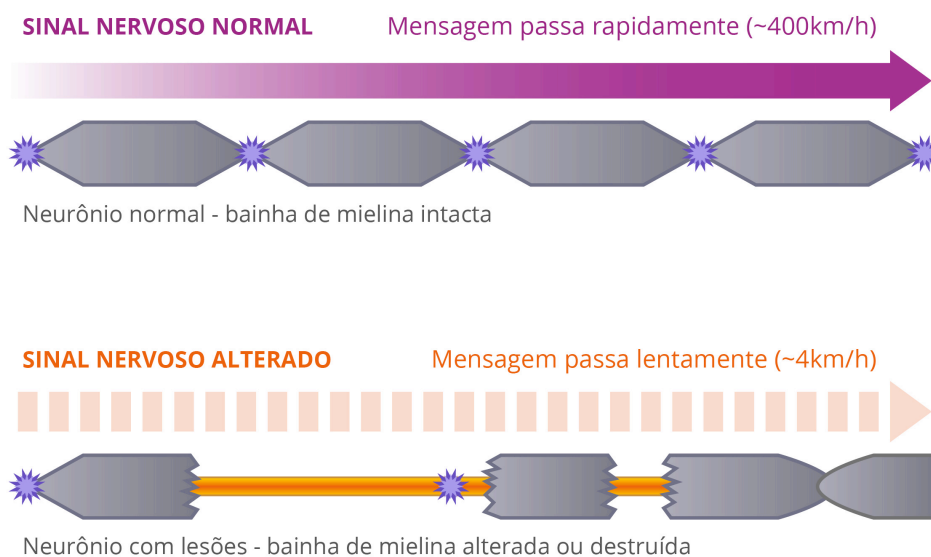 SINAL NERVOSO NORMAL Mensagem passa rapidamente (~400km/h)
Neurônio normal - bainha de mielina intacta
SINAL NERVOSO ALTERADO Mensagem passa lentamente (~4km/h)
Neurônio com lesões - bainha de mielina alterada ou destruída